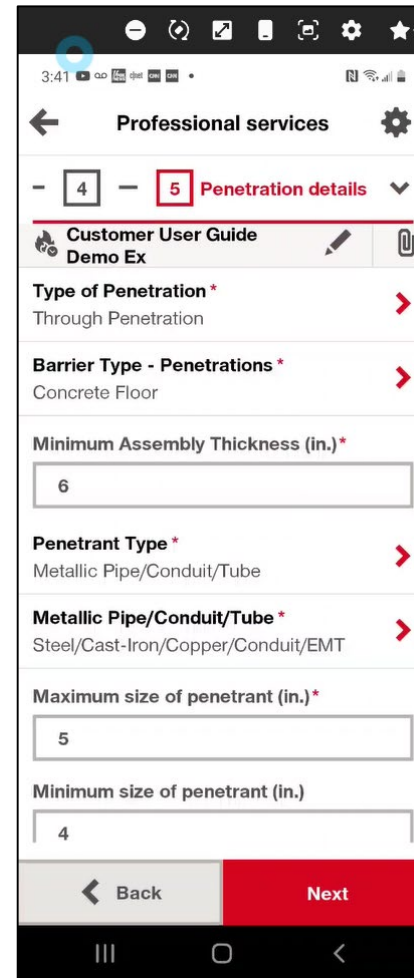 3:41
Professional services
4 5 Penetration details
Customer User Guide
Demo Ex
Type of Penetration *
Through Penetration
Barrier Type - Penetrations *
Concrete Floor
Minimum Assembly Thickness (in.)*
6
Penetrant Type *
Metallic Pipe/Conduit/Tube
Metallic Pipe/Conduit/Tube *
Steel/Cast-Iron/Copper/Conduit/EMT
Maximum size of penetrant (in.)*
5
Minimum size of penetrant (in.)
4
Back Next